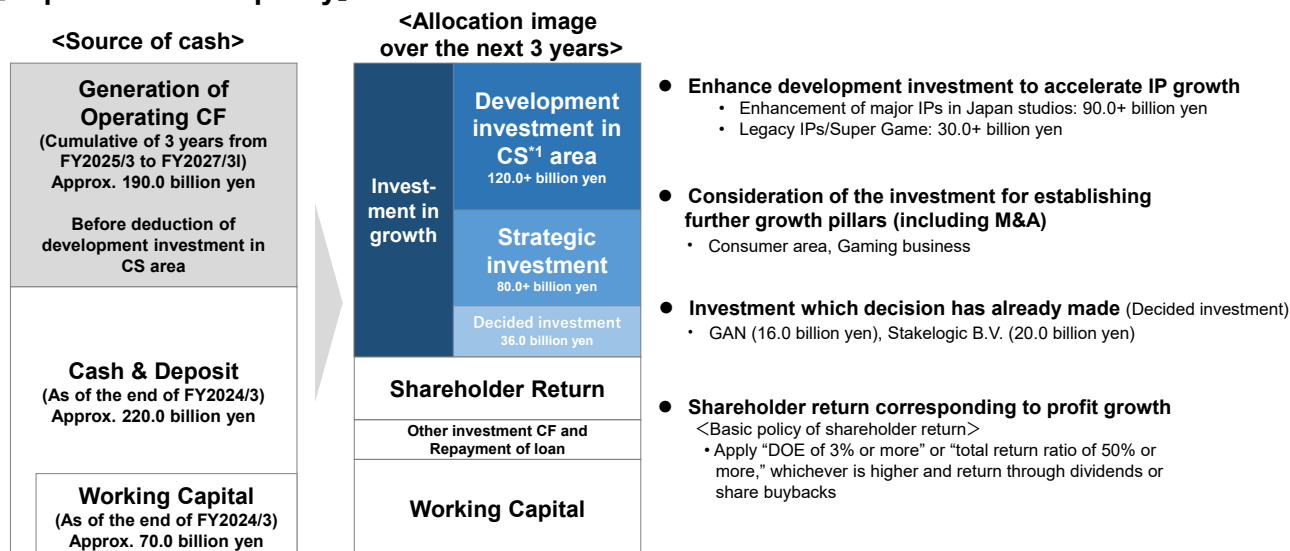 <Source of cash>
Generation of
Operating CF
(Cumulative of 3 years from
FY2025/3 to FY2027/3l)
Approx. 190.0 billion yen
Before deduction of
development investment in
CS area
Cash & Deposit
(As of the end of FY2024/3)
Approx. 220.0 billion yen
Working Capital
(As of the end of FY2024/3)
Approx. 70.0 billion yen
<Allocation image
over the next 3 years>
Invest-
ment in
growth
Development
investment in
CS*1 area
120.0+ billion yen
Strategic
investment
80.0+ billion yen
Decided investment
36.0 billion yen
Shareholder Return
Other investment CF and
Repayment of loan
Working Capital
● Enhance development investment to accelerate IP growth
• Enhancement of major IPs in Japan studios: 90.0+ billion yen
• Legacy IPs/Super Game: 30.0+ billion yen
● Consideration of the investment for establishing
further growth pillars (including M&A)
• Consumer area, Gaming business
● Investment which decision has already made (Decided investment)
• GAN (16.0 billion yen), Stakelogic B.V. (20.0 billion yen)
● Shareholder return corresponding to profit growth
<Basic policy of shareholder return>
• Apply “DOE of 3% or more” or “total return ratio of 50% or
more,” whichever is higher and return through dividends or
share buybacks